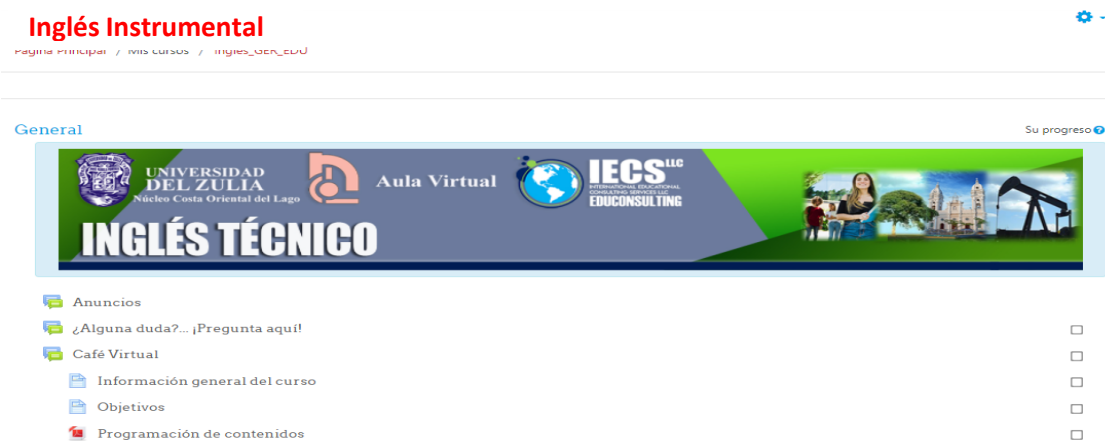 Inglés Instrumental
Página Principal / Mis cursos / Inglés_GER_EDU
General
Su progreso
UNIVERSIDAD
DEL ZULIA
Núcleo Costa Oriental del Lago
Aula Virtual
IECS LLC
INTERNATIONAL EDUCATIONAL
CONSULTING SERVICES LLC
EDUCONSULTING
INGLÉS TÉCNICO
Anuncios
¿Alguna duda?... ¡Pregunta aquí!
Café Virtual
Información general del curso
Objetivos
Programación de contenidos